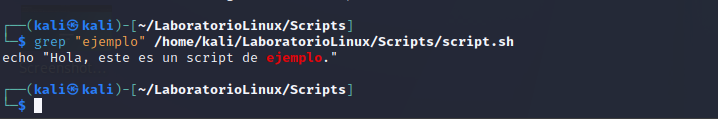 ┌──(kali㉿kali)-[~/LaboratorioLinux/Scripts]
└─$ grep "ejemplo" /home/kali/LaboratorioLinux/Scripts/script.sh
echo "Hola, este es un script de ejemplo."
┌──(kali㉿kali)-[~/LaboratorioLinux/Scripts]
└─$